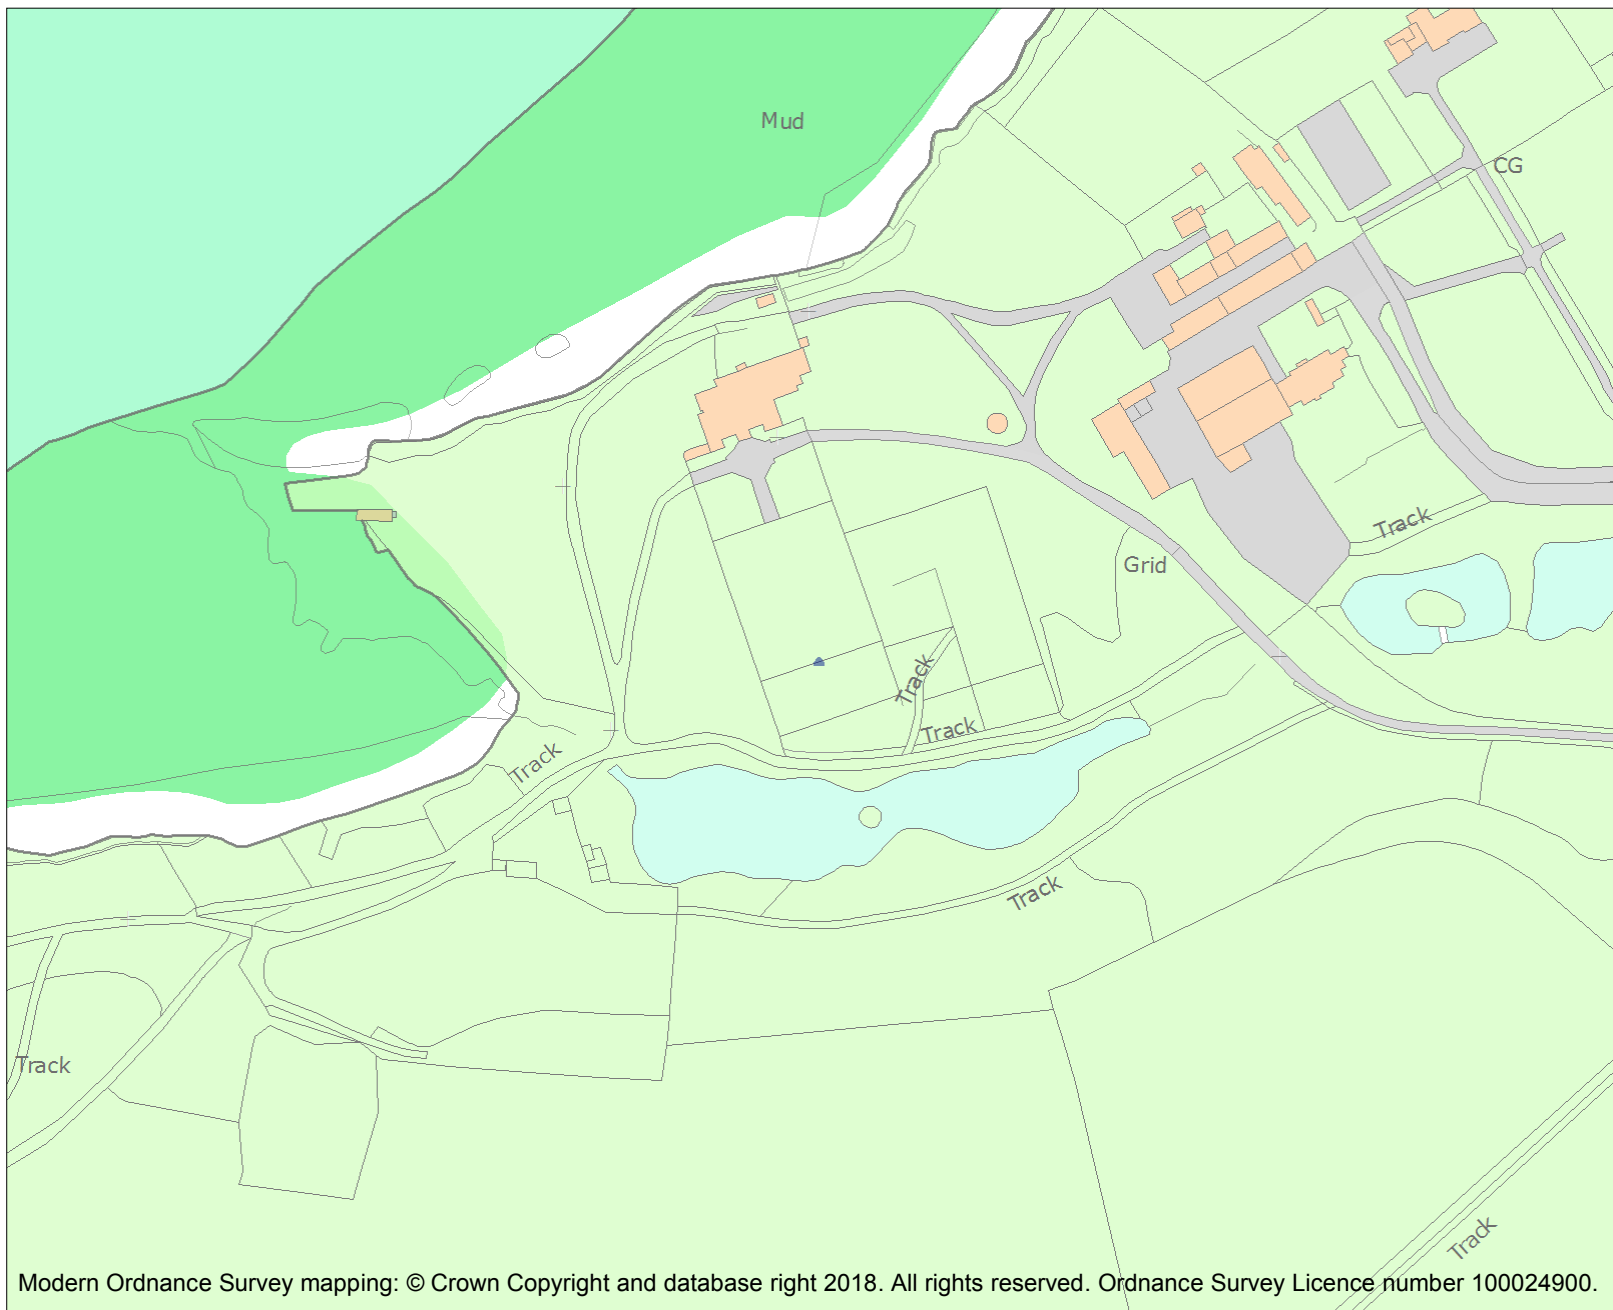 Mud
CG
Track
Grid
Track
Track
Track
Track
Track
Track
Modern Ordnance Survey mapping: © Crown Copyright and database right 2018. All rights reserved. Ordnance Survey Licence number 100024900.